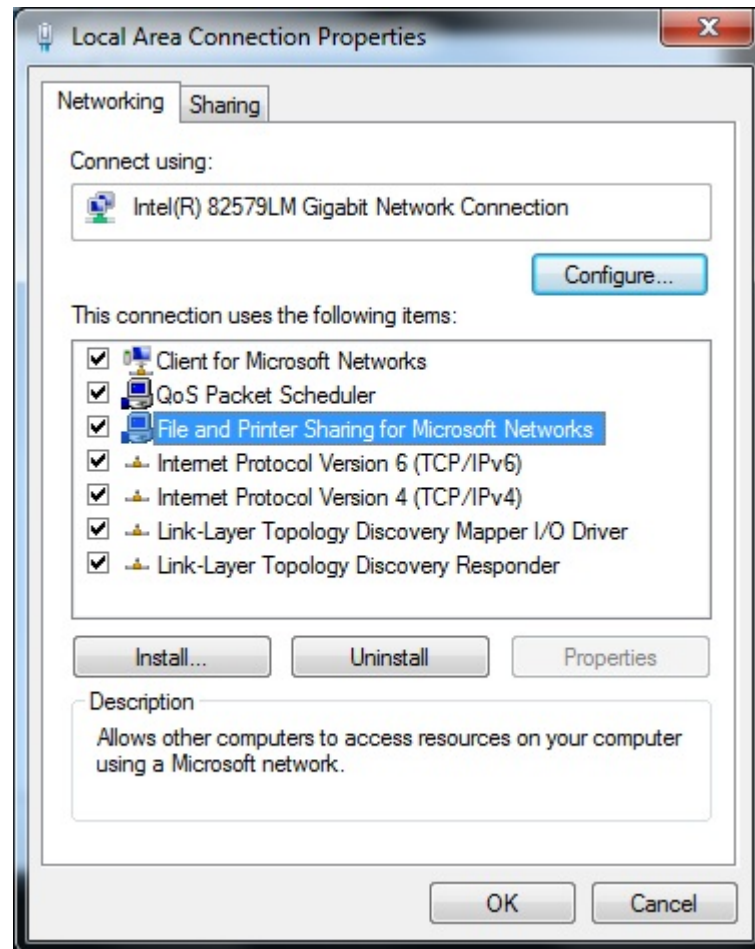 Local Area Connection Properties
Networking
Sharing
Connect using:
Intel(R) 82579LM Gigabit Network Connection
Configure...
This connection uses the following items:
Client for Microsoft Networks
QoS Packet Scheduler
File and Printer Sharing for Microsoft Networks
Internet Protocol Version 6 (TCP/IPv6)
Internet Protocol Version 4 (TCP/IPv4)
Link-Layer Topology Discovery Mapper I/O Driver
Link-Layer Topology Discovery Responder
Install...
Uninstall
Properties
Description
Allows other computers to access resources on your computer
using a Microsoft network.
OK
Cancel